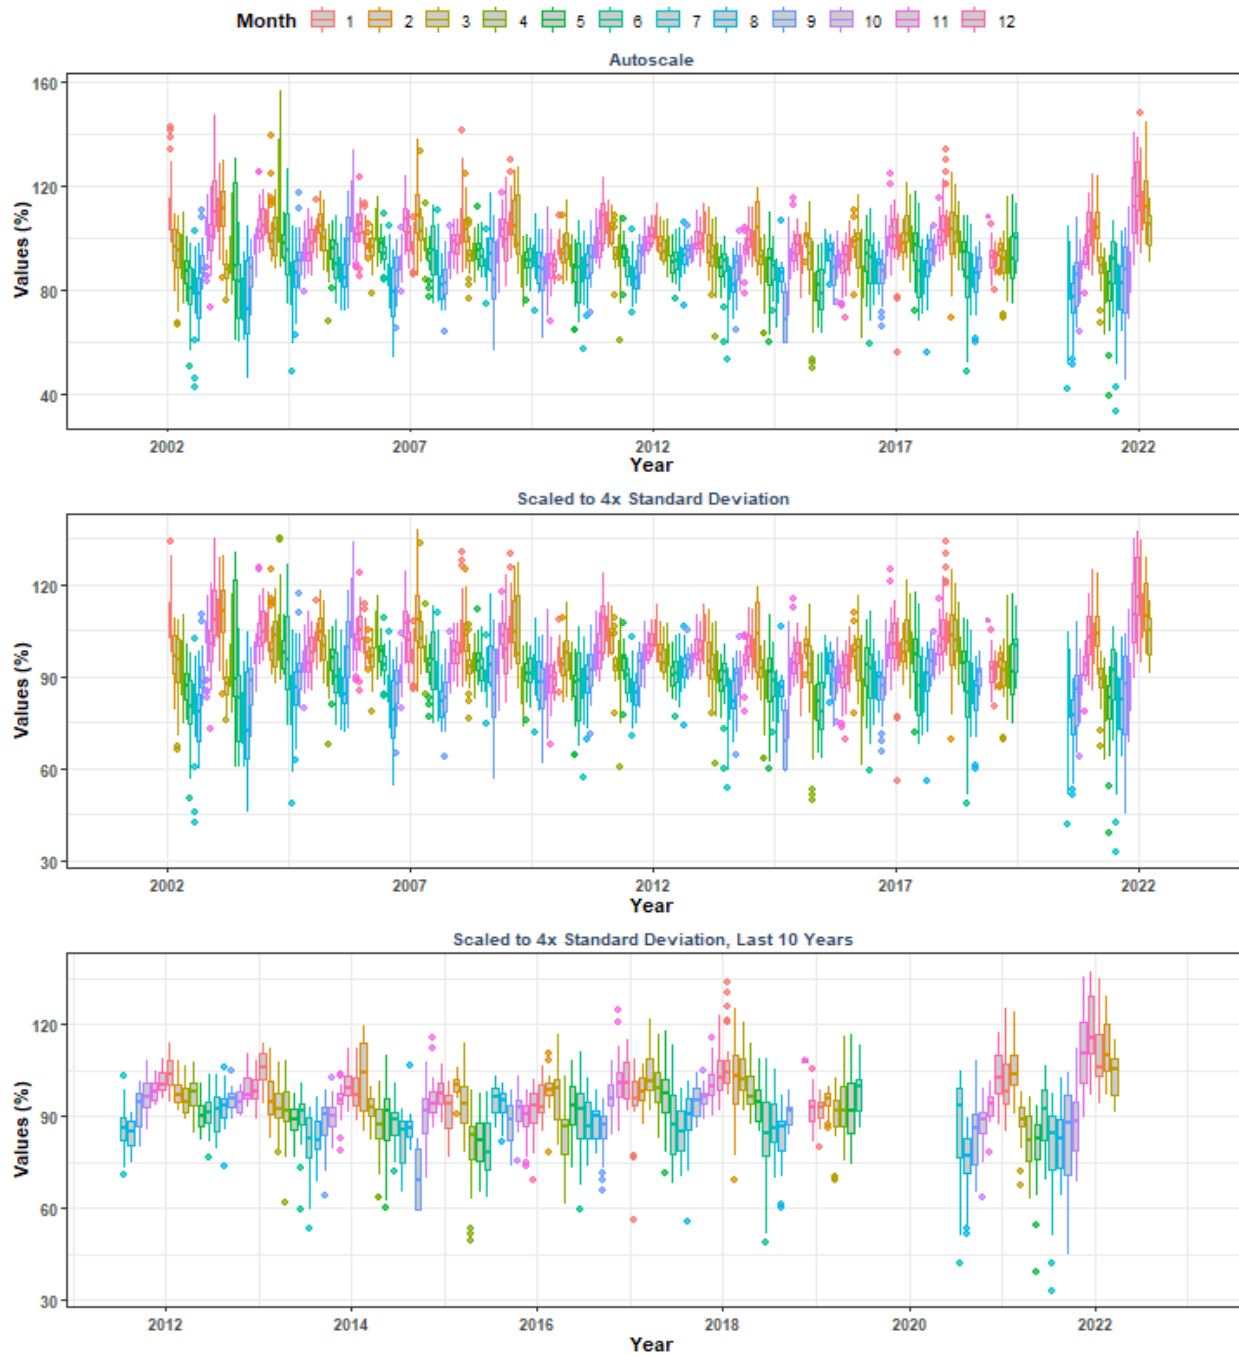 Month 1 2 3 4 5 6 7 8 9 10 11 12
Autoscale
160
120
80
40
Values (%)
2002 2007 2012 2017 2022
Year
Scaled to 4x Standard Deviation
120
90
60
30
Values (%)
2002 2007 2012 2017 2022
Year
Scaled to 4x Standard Deviation, Last 10 Years
120
90
60
30
Values (%)
2012 2014 2016 2018 2020 2022
Year